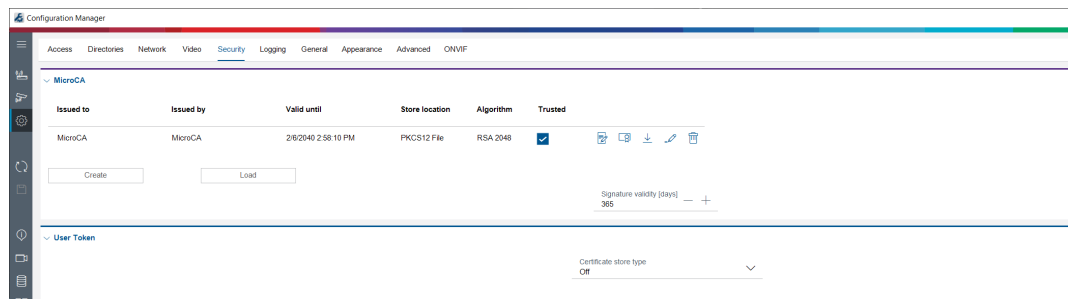 Configuration Manager
Access Directories Network Video Security Logging General Appearance Advanced ONVIF
MicroCA
Issued to Issued by Valid until Store location Algorithm Trusted
MicroCA MicroCA 2/6/2040 2:58:10 PM PKCS12 File RSA 2048
Create Load
Signature validity [days]
365
User Token
Certificate store type
Off